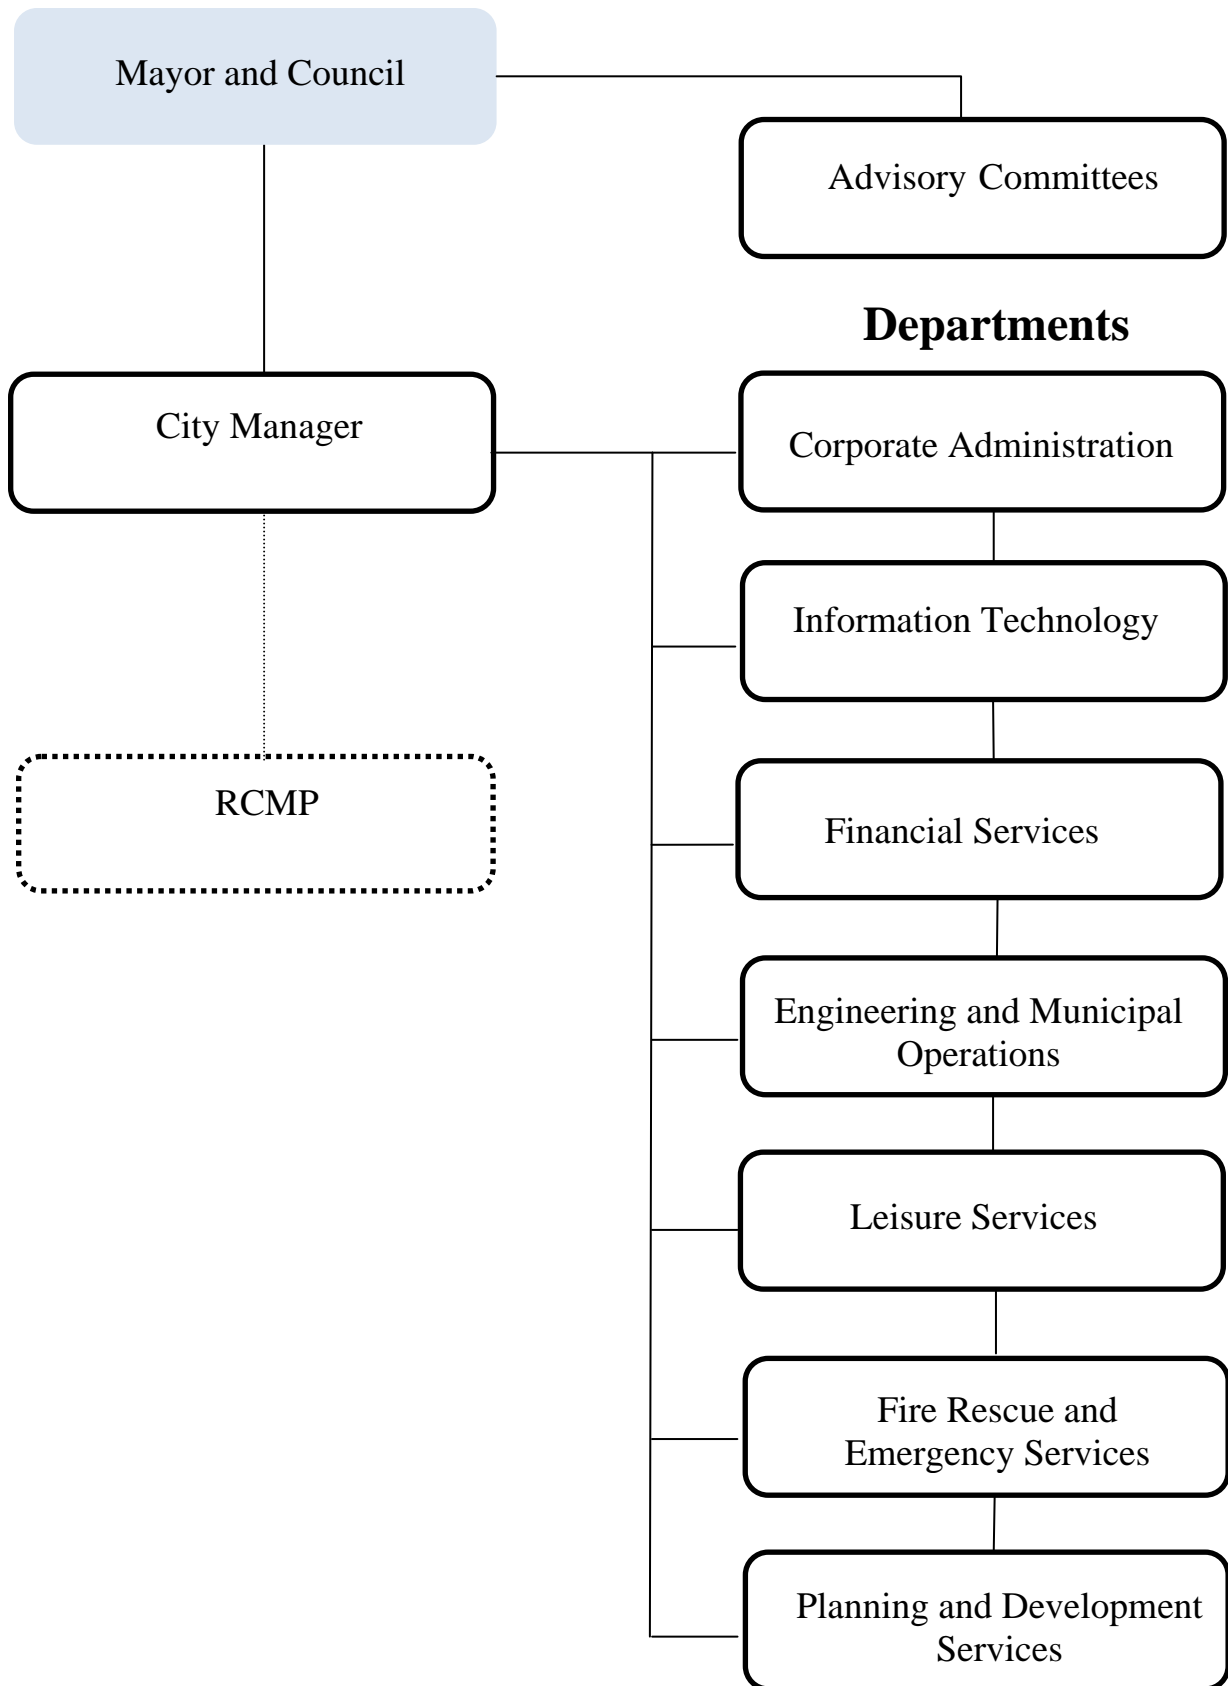 Mayor and Council
Advisory Committees
Departments
City Manager
Corporate Administration
Information Technology
RCMP
Financial Services
Engineering and Municipal
Operations
Leisure Services
Fire Rescue and
Emergency Services
Planning and Development
Services